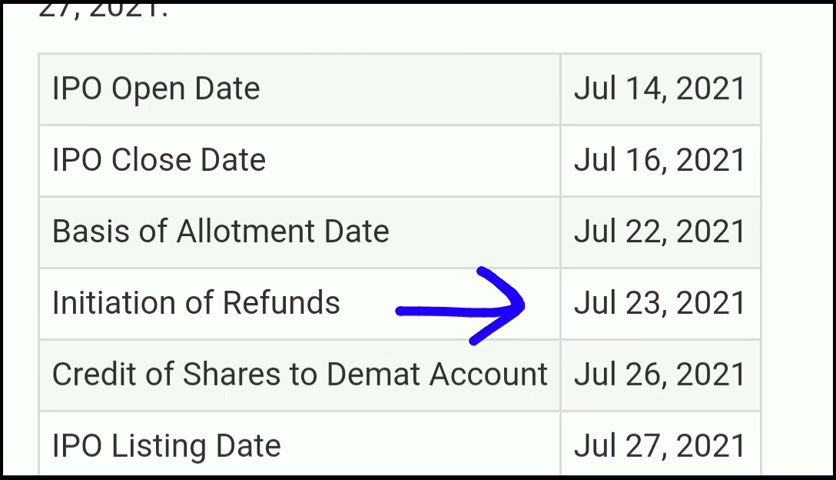 27, 2021.
IPO Open Date Jul 14, 2021
IPO Close Date Jul 16, 2021
Basis of Allotment Date Jul 22, 2021
Initiation of Refunds Jul 23, 2021
Credit of Shares to Demat Account Jul 26, 2021
IPO Listing Date Jul 27, 2021